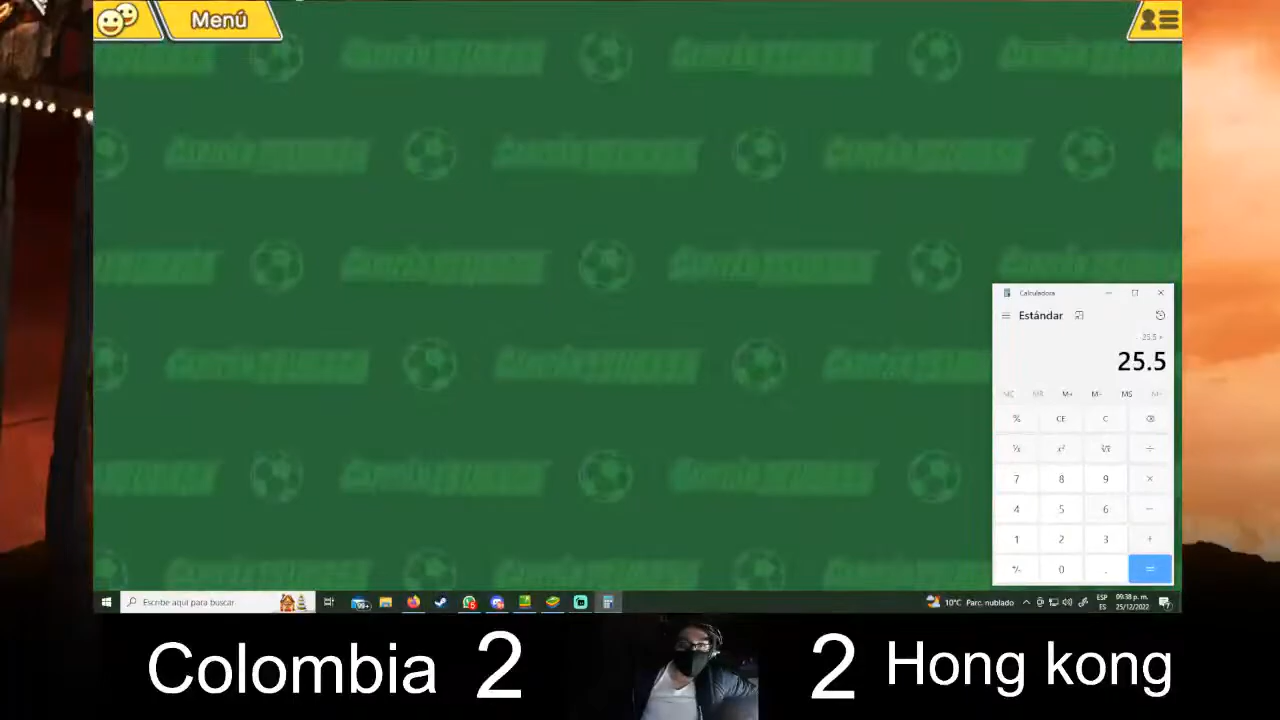 Menú
Calculadora
Estándar
25.5 +
25.5
MC MR M+ M- MS
% CE C
x²
7 8 9 ×
4 5 6 −
1 2 3 +
+/- 0 . =
Escribe aquí para buscar
10°C Parc. nublado
ESP
ES
09:38 p. m.
25/12/2022
Colombia 2
2 Hong kong